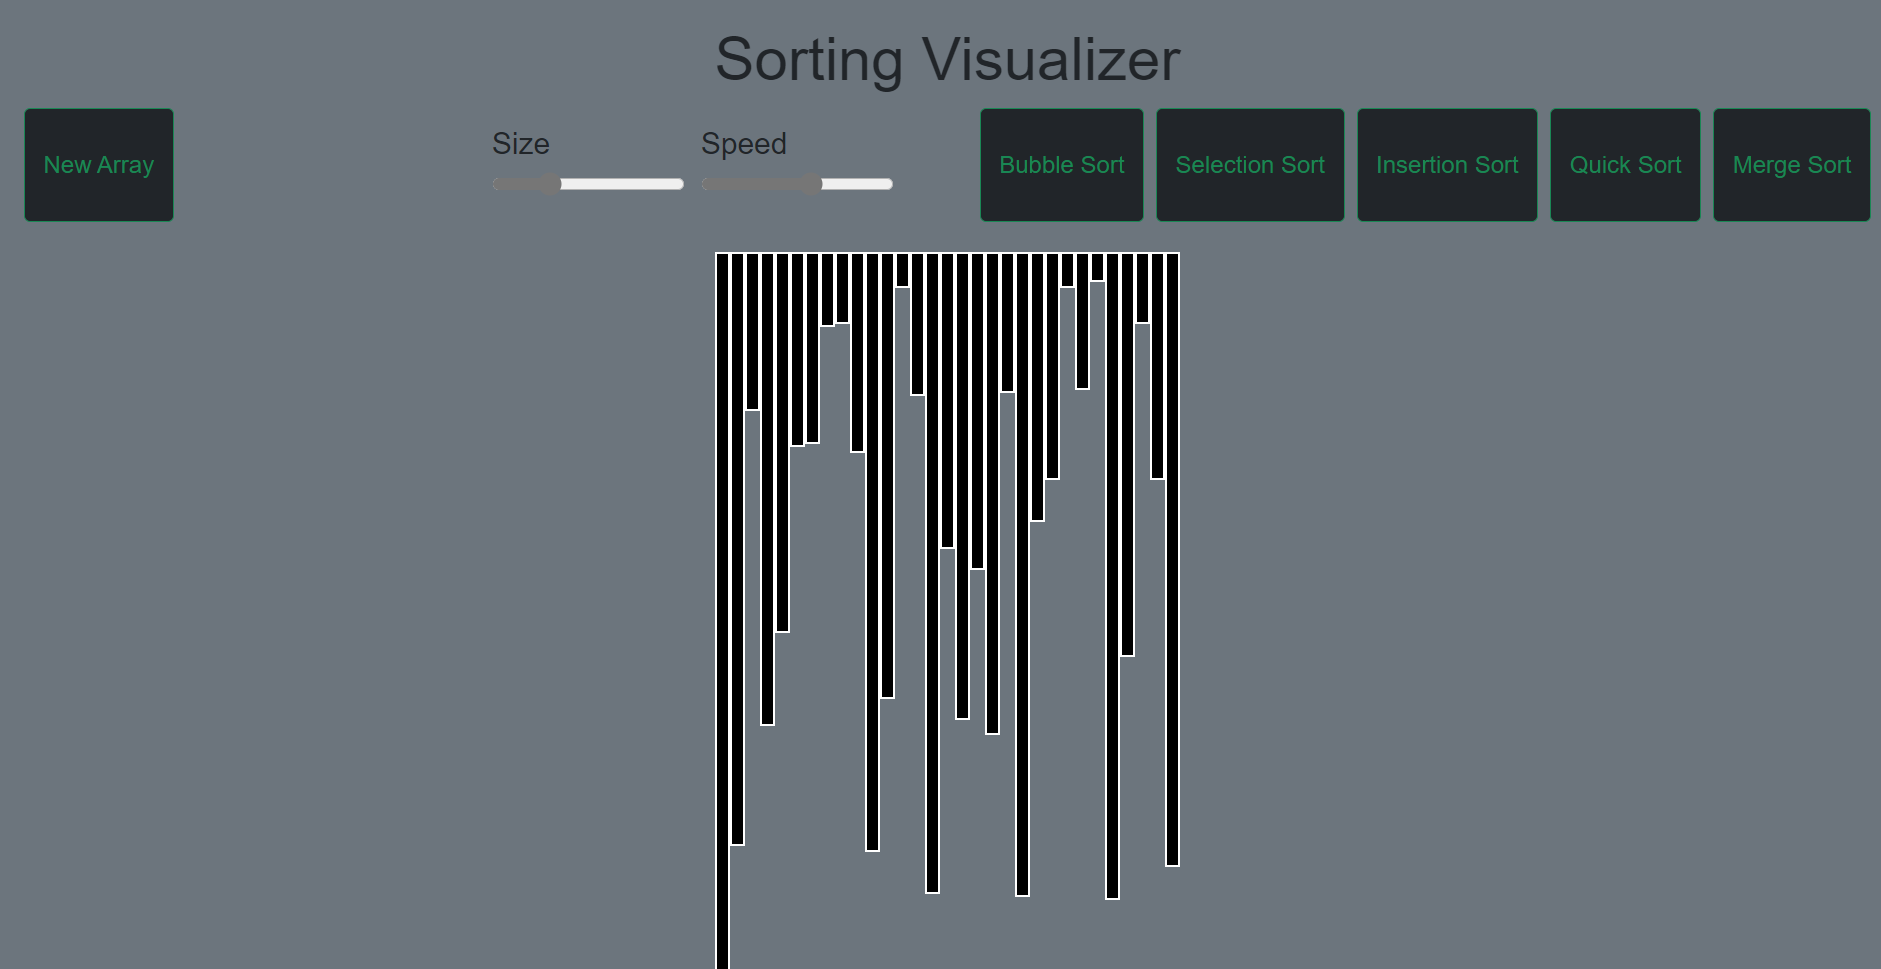 Sorting Visualizer
New Array
Size
Speed
Bubble Sort
Selection Sort
Insertion Sort
Quick Sort
Merge Sort